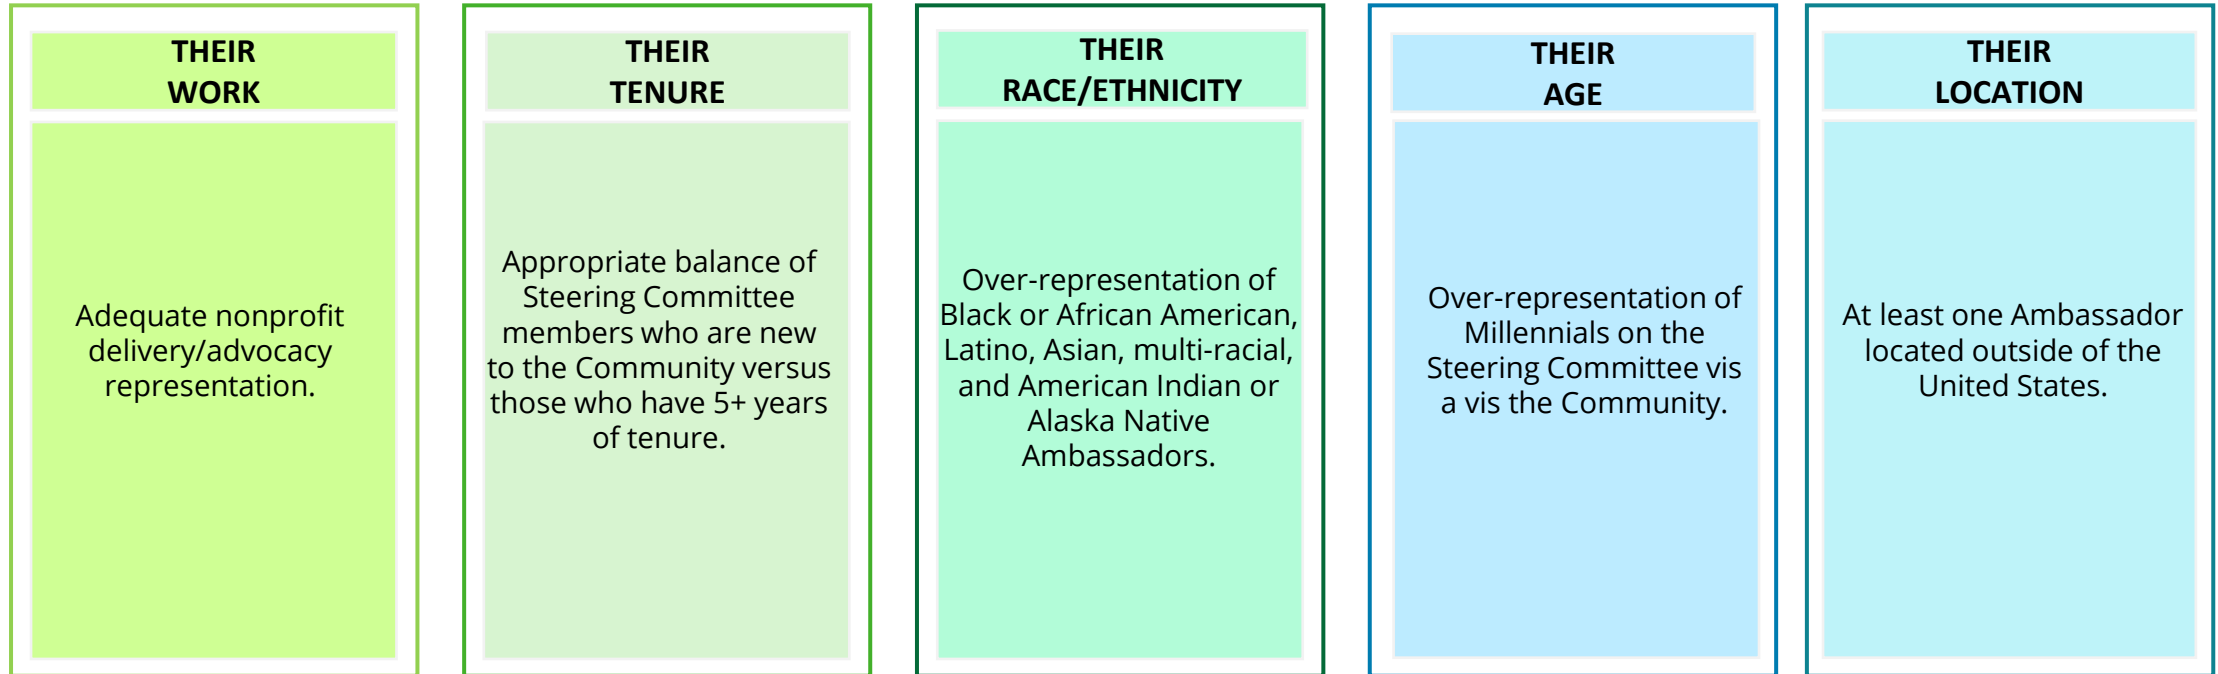 THEIR
WORK
Adequate nonprofit
delivery/advocacy
representation.
THEIR
TENURE
Appropriate balance of
Steering Committee
members who are new
to the Community versus
those who have 5+ years
of tenure.
THEIR
RACE/ETHNICITY
Over-representation of
Black or African American,
Latino, Asian, multi-racial,
and American Indian or
Alaska Native
Ambassadors.
THEIR
AGE
Over-representation of
Millennials on the
Steering Committee vis
a vis the Community.
THEIR
LOCATION
At least one Ambassador
located outside of the
United States.